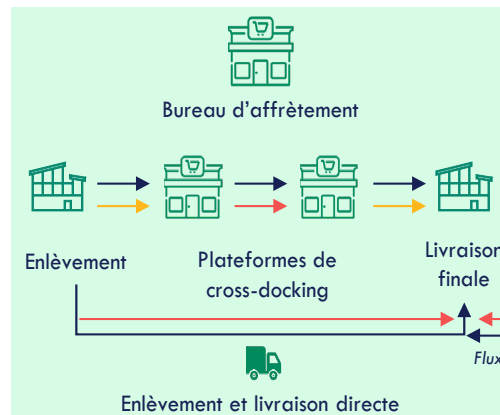 Bureau d'affrètement
Enlèvement
Plateformes de
cross-docking
Livraison
finale
Flux
Enlèvement et livraison directe